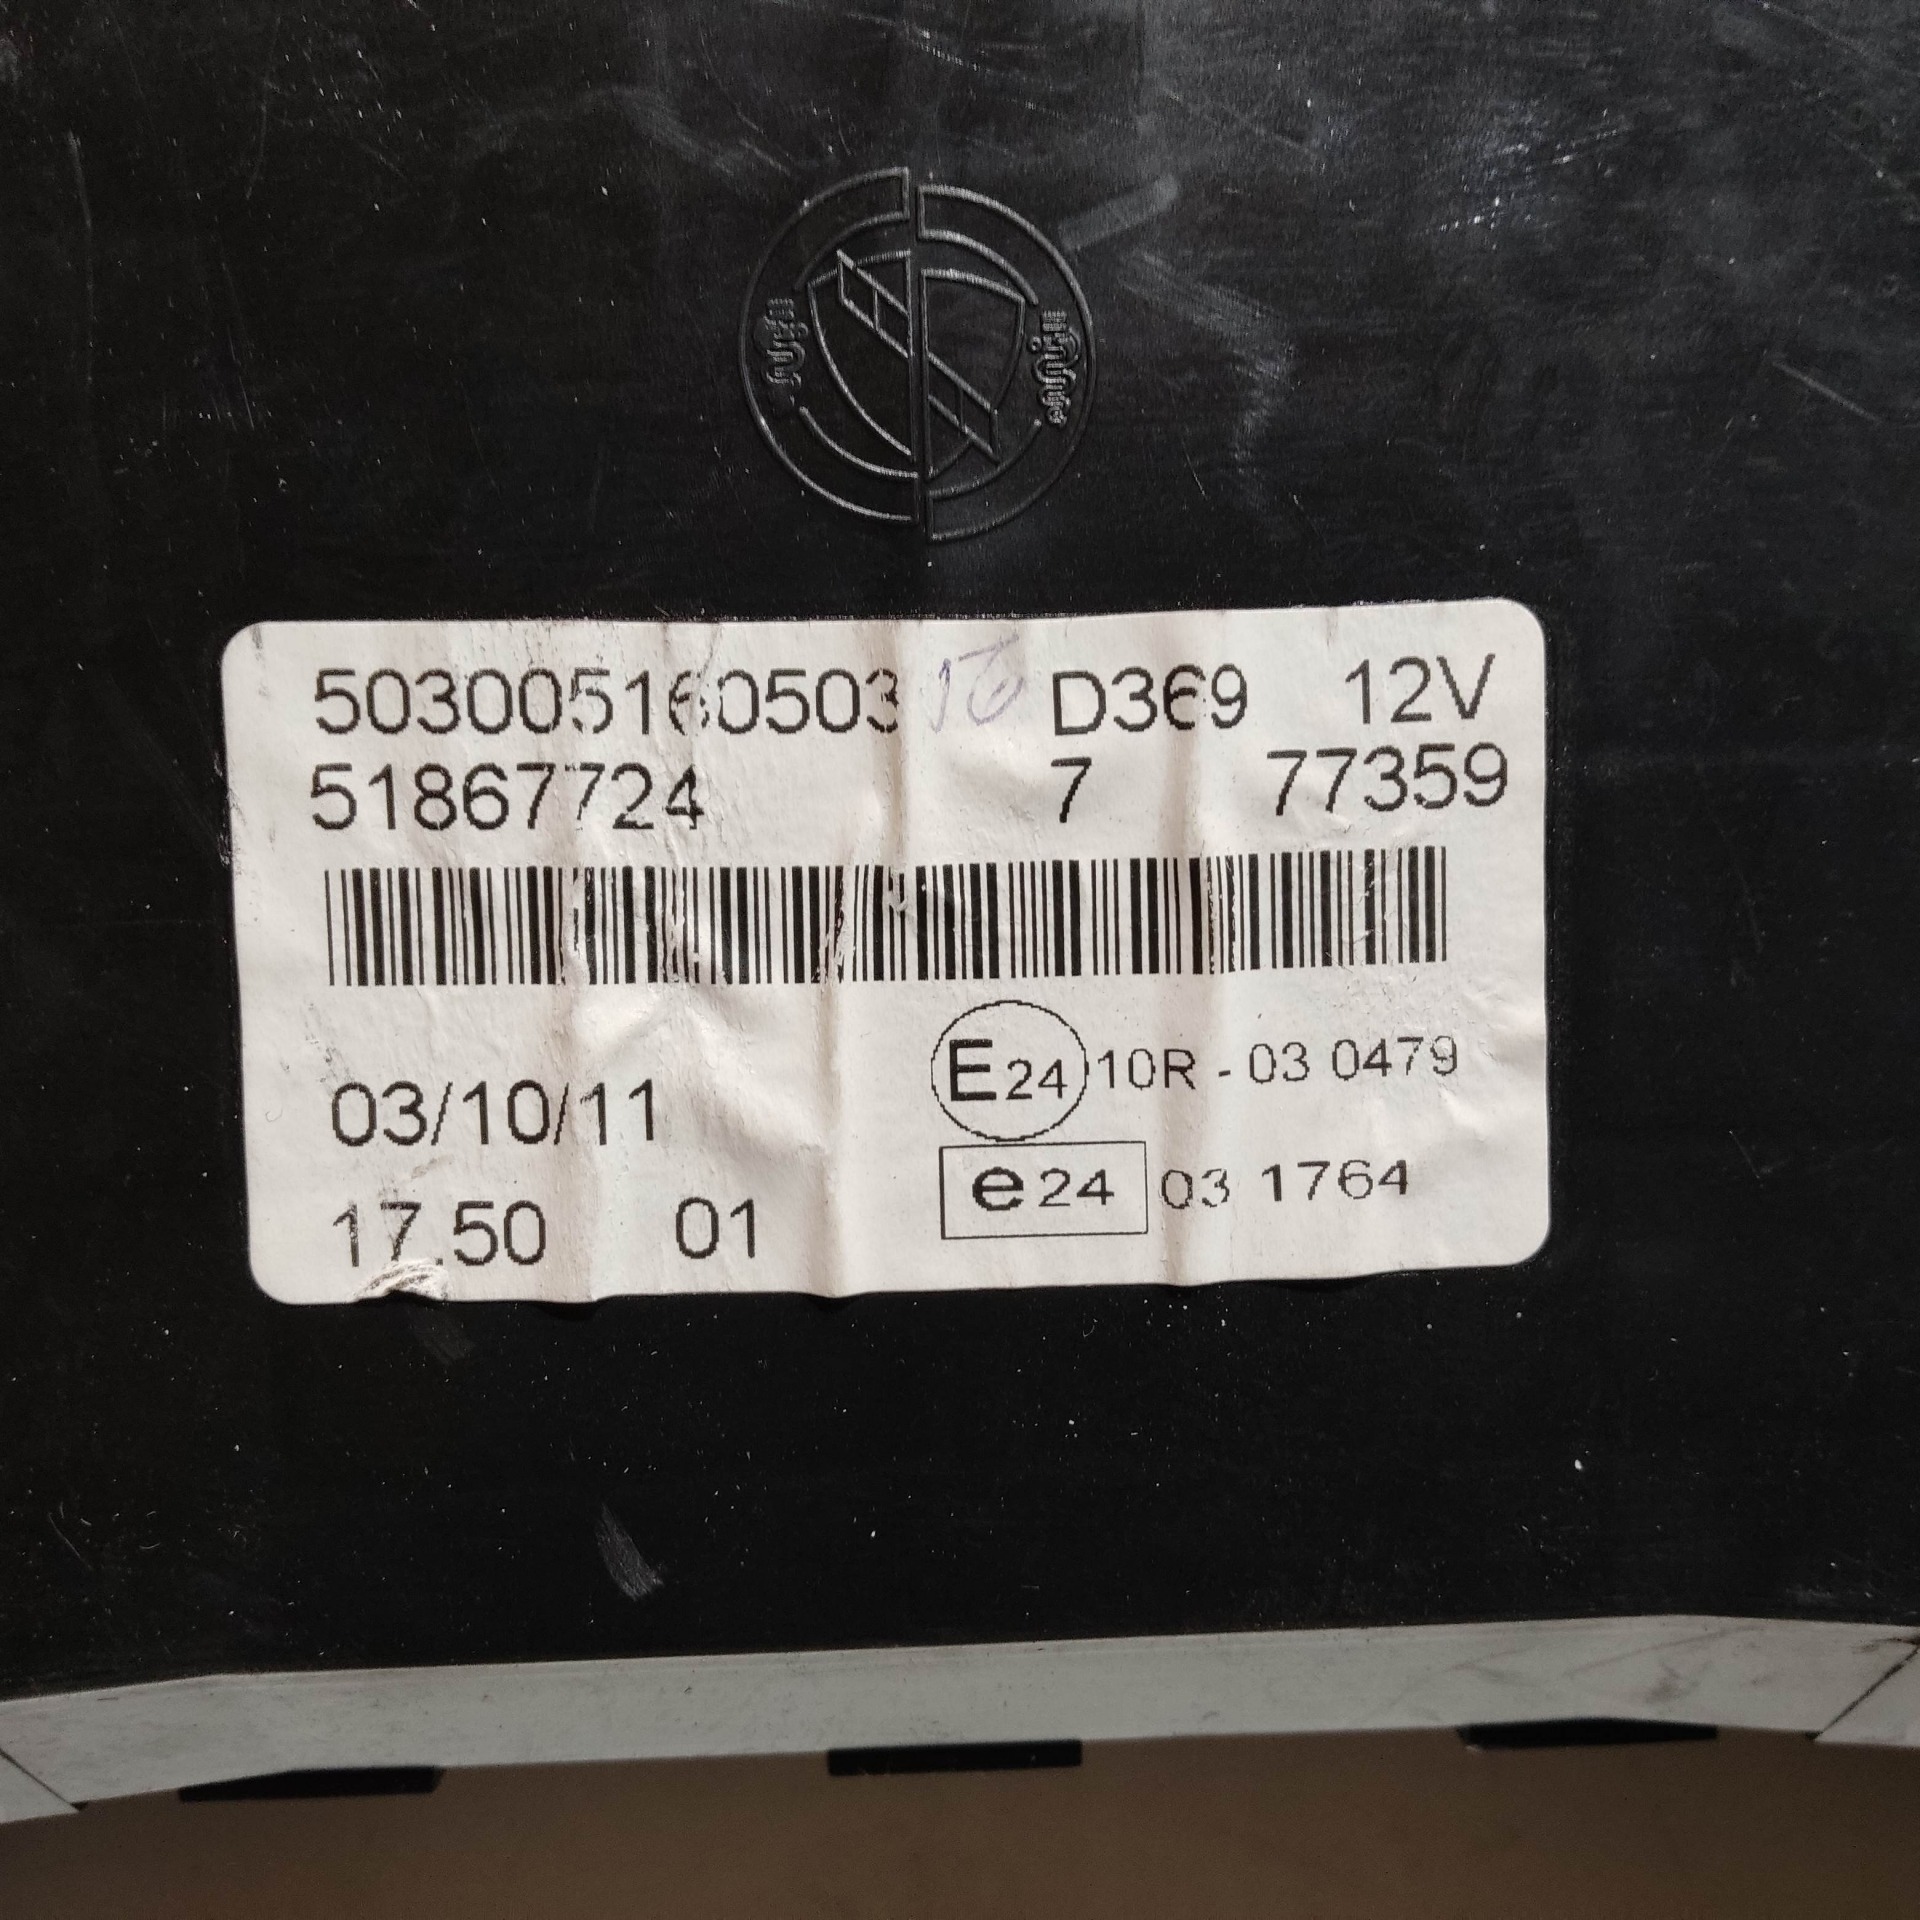 503005160503 16 D369 12V
51867724 7 77359
E24 10R - 03 0479
03/10/11
e24 03 1764
17.50 01